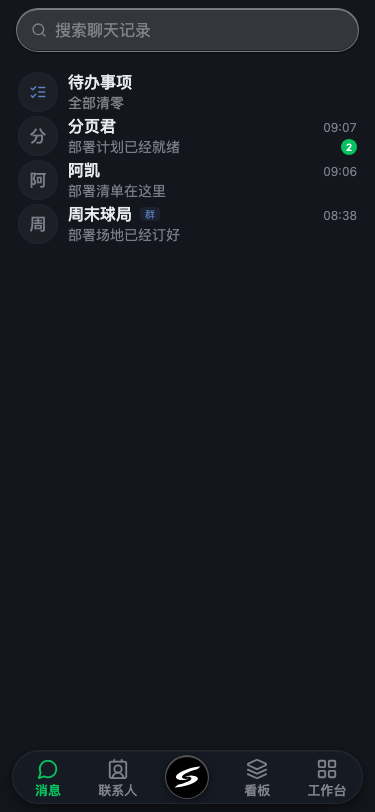 搜索聊天记录
待办事项
全部清零
分
分页君
09:07
部署计划已经就绪
2
阿
阿凯
09:06
部署清单在这里
周
周末球局
群
08:38
部署场地已经订好
消息
联系人
看板
工作台